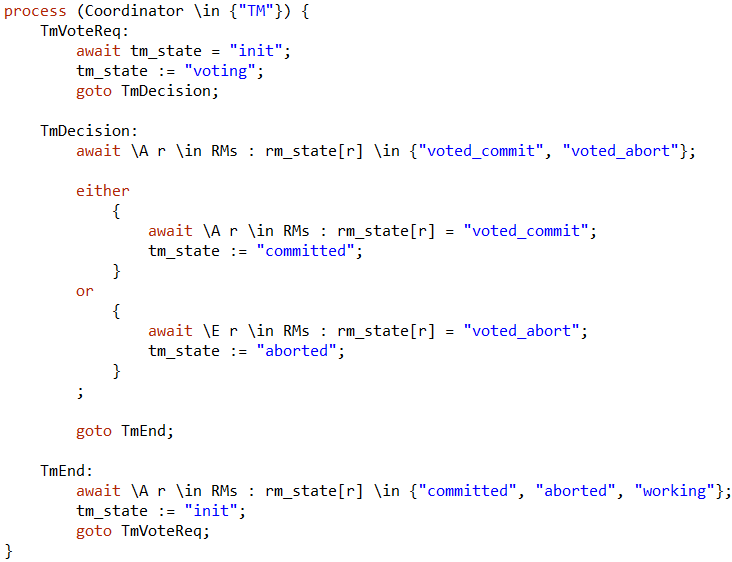 process (Coordinator \in {"TM"}) {
TmVoteReq:
await tm_state = "init";
tm_state := "voting";
goto TmDecision;
TmDecision:
await \A r \in RMs : rm_state[r] \in {"voted_commit", "voted_abort"};
either
{
await \A r \in RMs : rm_state[r] = "voted_commit";
tm_state := "committed";
}
or
{
await \E r \in RMs : rm_state[r] = "voted_abort";
tm_state := "aborted";
}
;
goto TmEnd;
TmEnd:
await \A r \in RMs : rm_state[r] \in {"committed", "aborted", "working"};
tm_state := "init";
goto TmVoteReq;
}